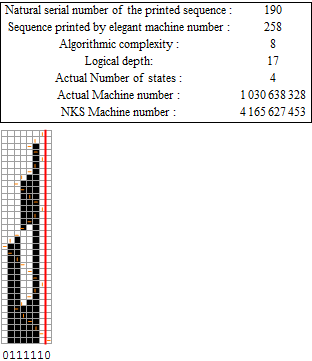 Natural serial number of the printed sequence : 190
Sequence printed by elegant machine number : 258
Algorithmic complexity : 8
Logical depth: 17
Actual Number of states : 4
Actual Machine number : 1 030 638 328
NKS Machine number : 4 165 627 453
0111110